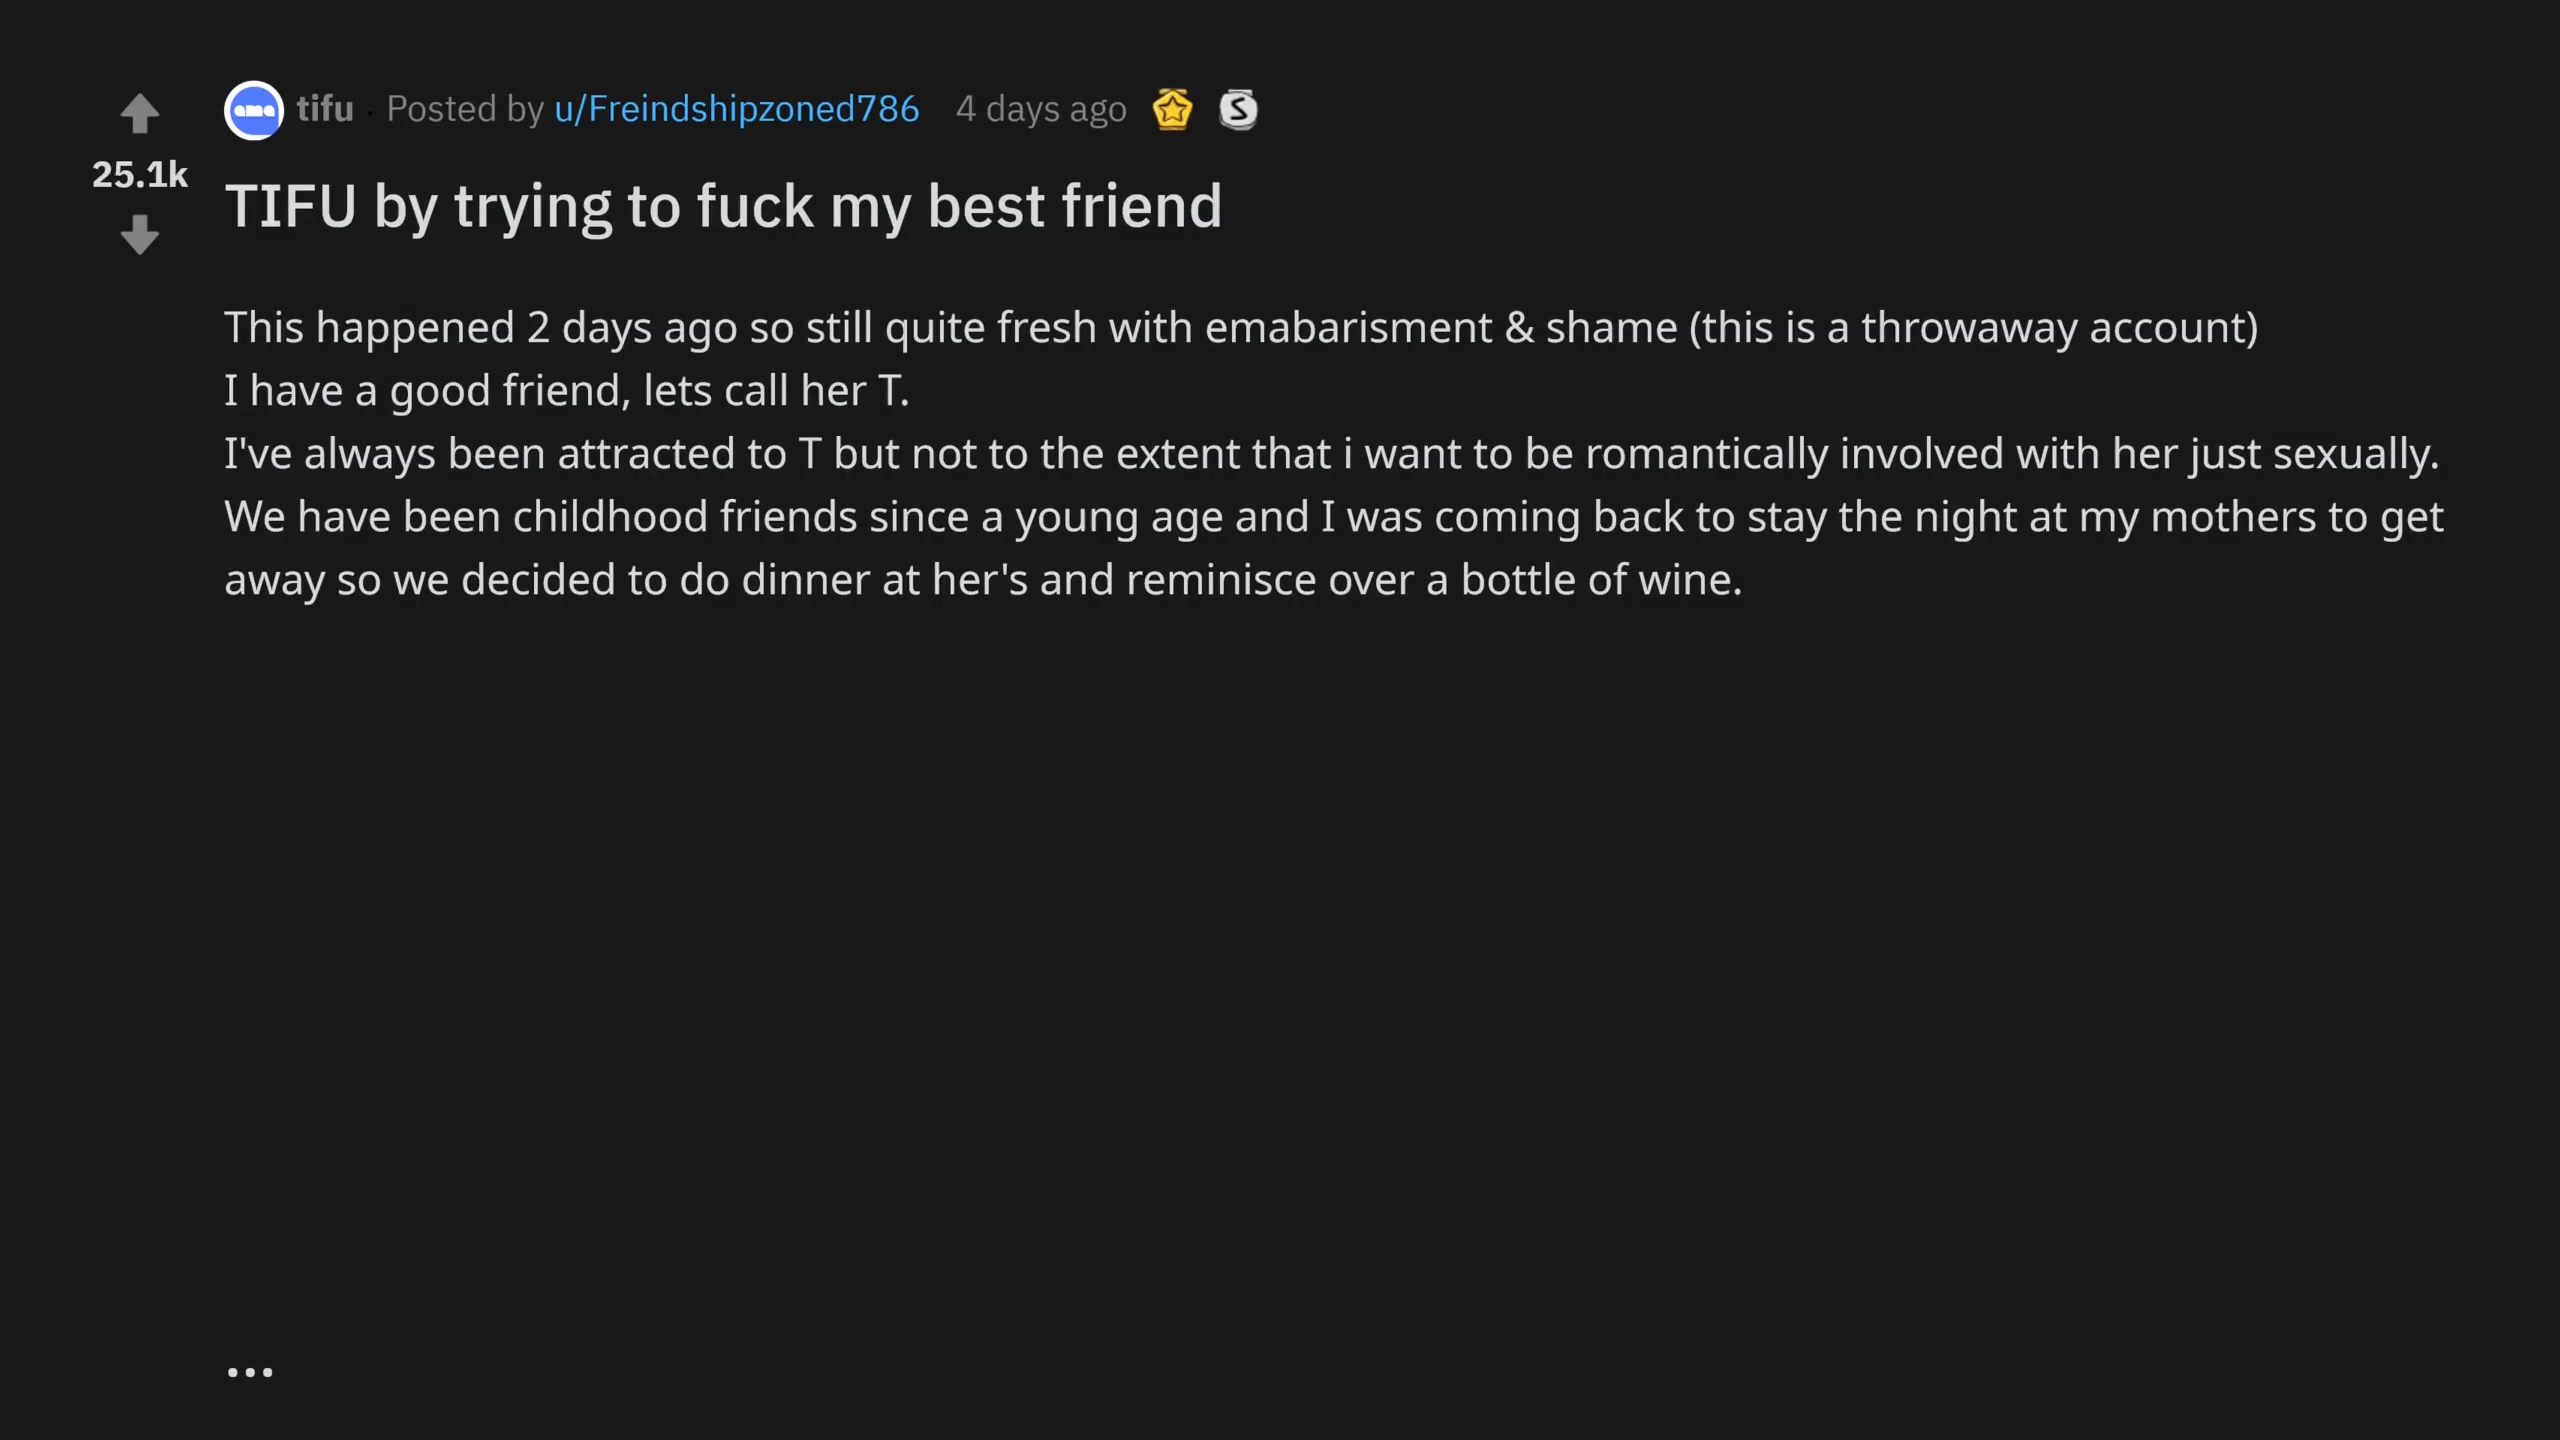 ama tifu · Posted by u/Freindshipzoned786 4 days ago S
25.1k
TIFU by trying to fuck my best friend
This happened 2 days ago so still quite fresh with emabarisment & shame (this is a throwaway account)
I have a good friend, lets call her T.
I've always been attracted to T but not to the extent that i want to be romantically involved with her just sexually.
We have been childhood friends since a young age and I was coming back to stay the night at my mothers to get
away so we decided to do dinner at her's and reminisce over a bottle of wine.
...